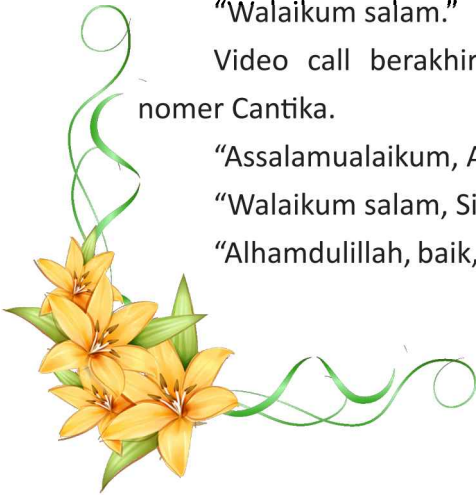 “Walaikum salam.”
Video call berakhir
nomer Cantika.
“Assalamualaikum, A
“Walaikum salam, Si
“Alhamdulillah, baik,